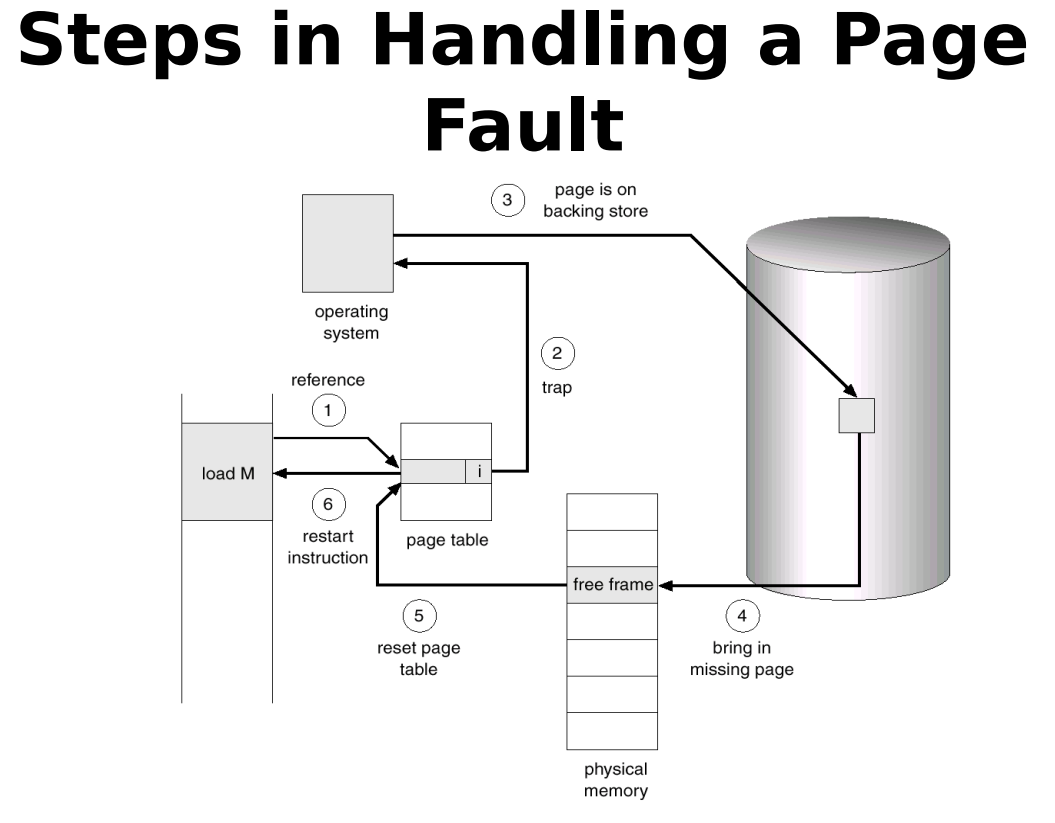 Steps in Handling a Page
Fault
3
page is on
backing store
operating
system
2
trap
reference
1
load M
i
6
restart
instruction
page table
free frame
5
reset page
table
4
bring in
missing page
physical
memory